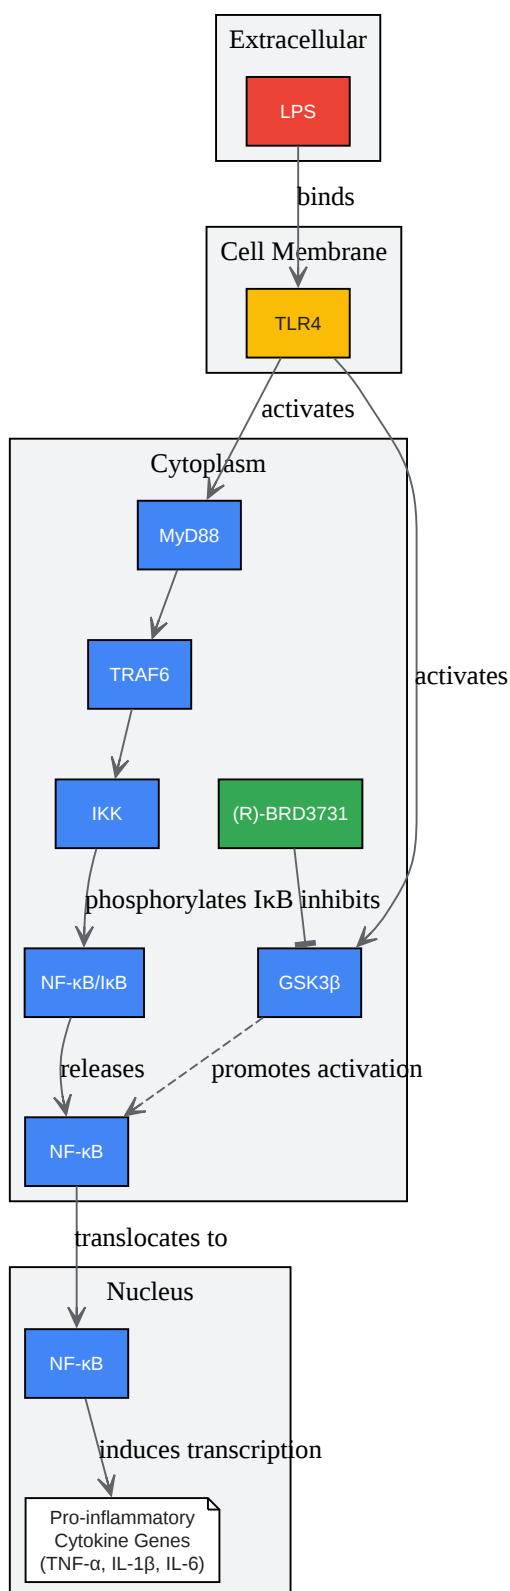 Extracellular
LPS
binds
Cell Membrane
TLR4
activates
Cytoplasm
MyD88
TRAF6
activates
IKK
(R)-BRD3731
phosphorylates IκB
inhibits
NF-κB/IκB
GSK3β
releases
promotes activation
NF-κB
translocates to
Nucleus
NF-κB
induces transcription
Pro-inflammatory
Cytokine Genes
(TNF-α, IL-1β, IL-6)